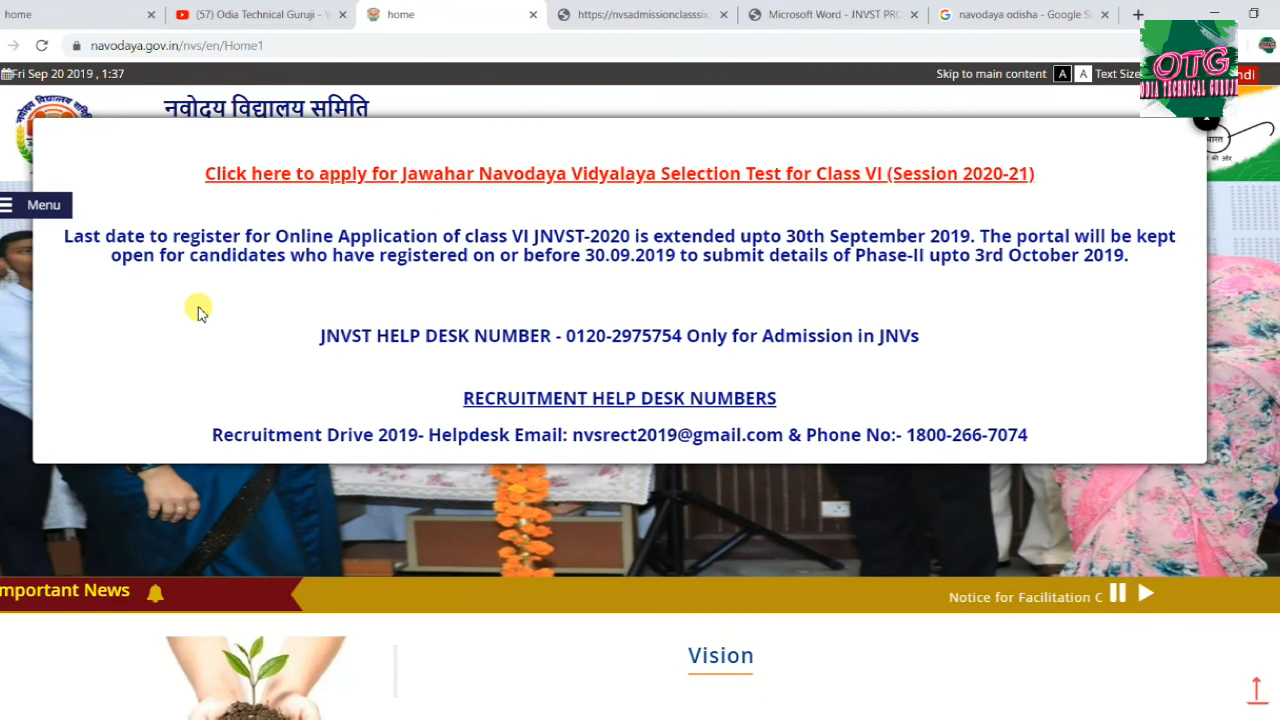 home
(57) Odia Technical Guruji - Y
home
https://nvsadmissionclasssix.
Microsoft Word - JNVST PRO
navodaya odisha - Google Se
navodaya.gov.in/nvs/en/Home1
OTG
ODIA TECHNICAL GURUJI
Fri Sep 20 2019 , 1:37
Skip to main content A A Text Size
ndi
नवोदय विद्यालय समिति
Click here to apply for Jawahar Navodaya Vidyalaya Selection Test for Class VI (Session 2020-21)
Menu
Last date to register for Online Application of class VI JNVST-2020 is extended upto 30th September 2019. The portal will be kept
open for candidates who have registered on or before 30.09.2019 to submit details of Phase-II upto 3rd October 2019.
JNVST HELP DESK NUMBER - 0120-2975754 Only for Admission in JNVs
RECRUITMENT HELP DESK NUMBERS
Recruitment Drive 2019- Helpdesk Email: nvsrect2019@gmail.com & Phone No:- 1800-266-7074
mportant News
Notice for Facilitation C
Vision